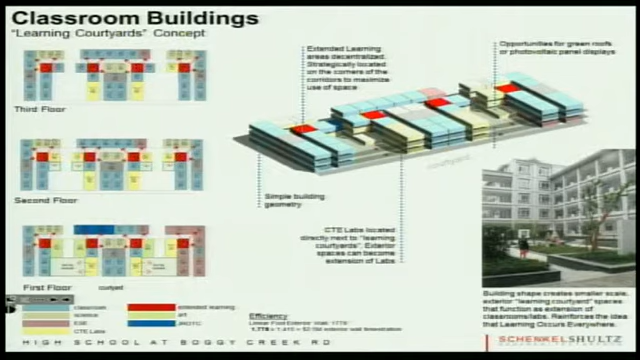 Classroom Buildings
"Learning Courtyards" Concept
Third Floor
Second Floor
First Floor
courtyard
classroom
science
ESE
CTE Labs
extended learning
art
JROTC
Extended Learning
areas decentralized.
Strategically located
on the corners of the
corridors to maximize
use of space
Opportunities for green roofs
or photovoltaic panel displays
courtyard
Simple building
geometry
CTE Labs located
directly next to "learning
courtyards". Exterior
spaces can become
extension of Labs
Efficiency
Building shape creates smaller scale,
exterior "learning courtyard" spaces
that function as extension of
classrooms/labs. Reinforces the idea
that Learning Occurs Everywhere.
HIGH SCHOOL AT BOGGY CREEK RD
SCHENKELSHULTZ